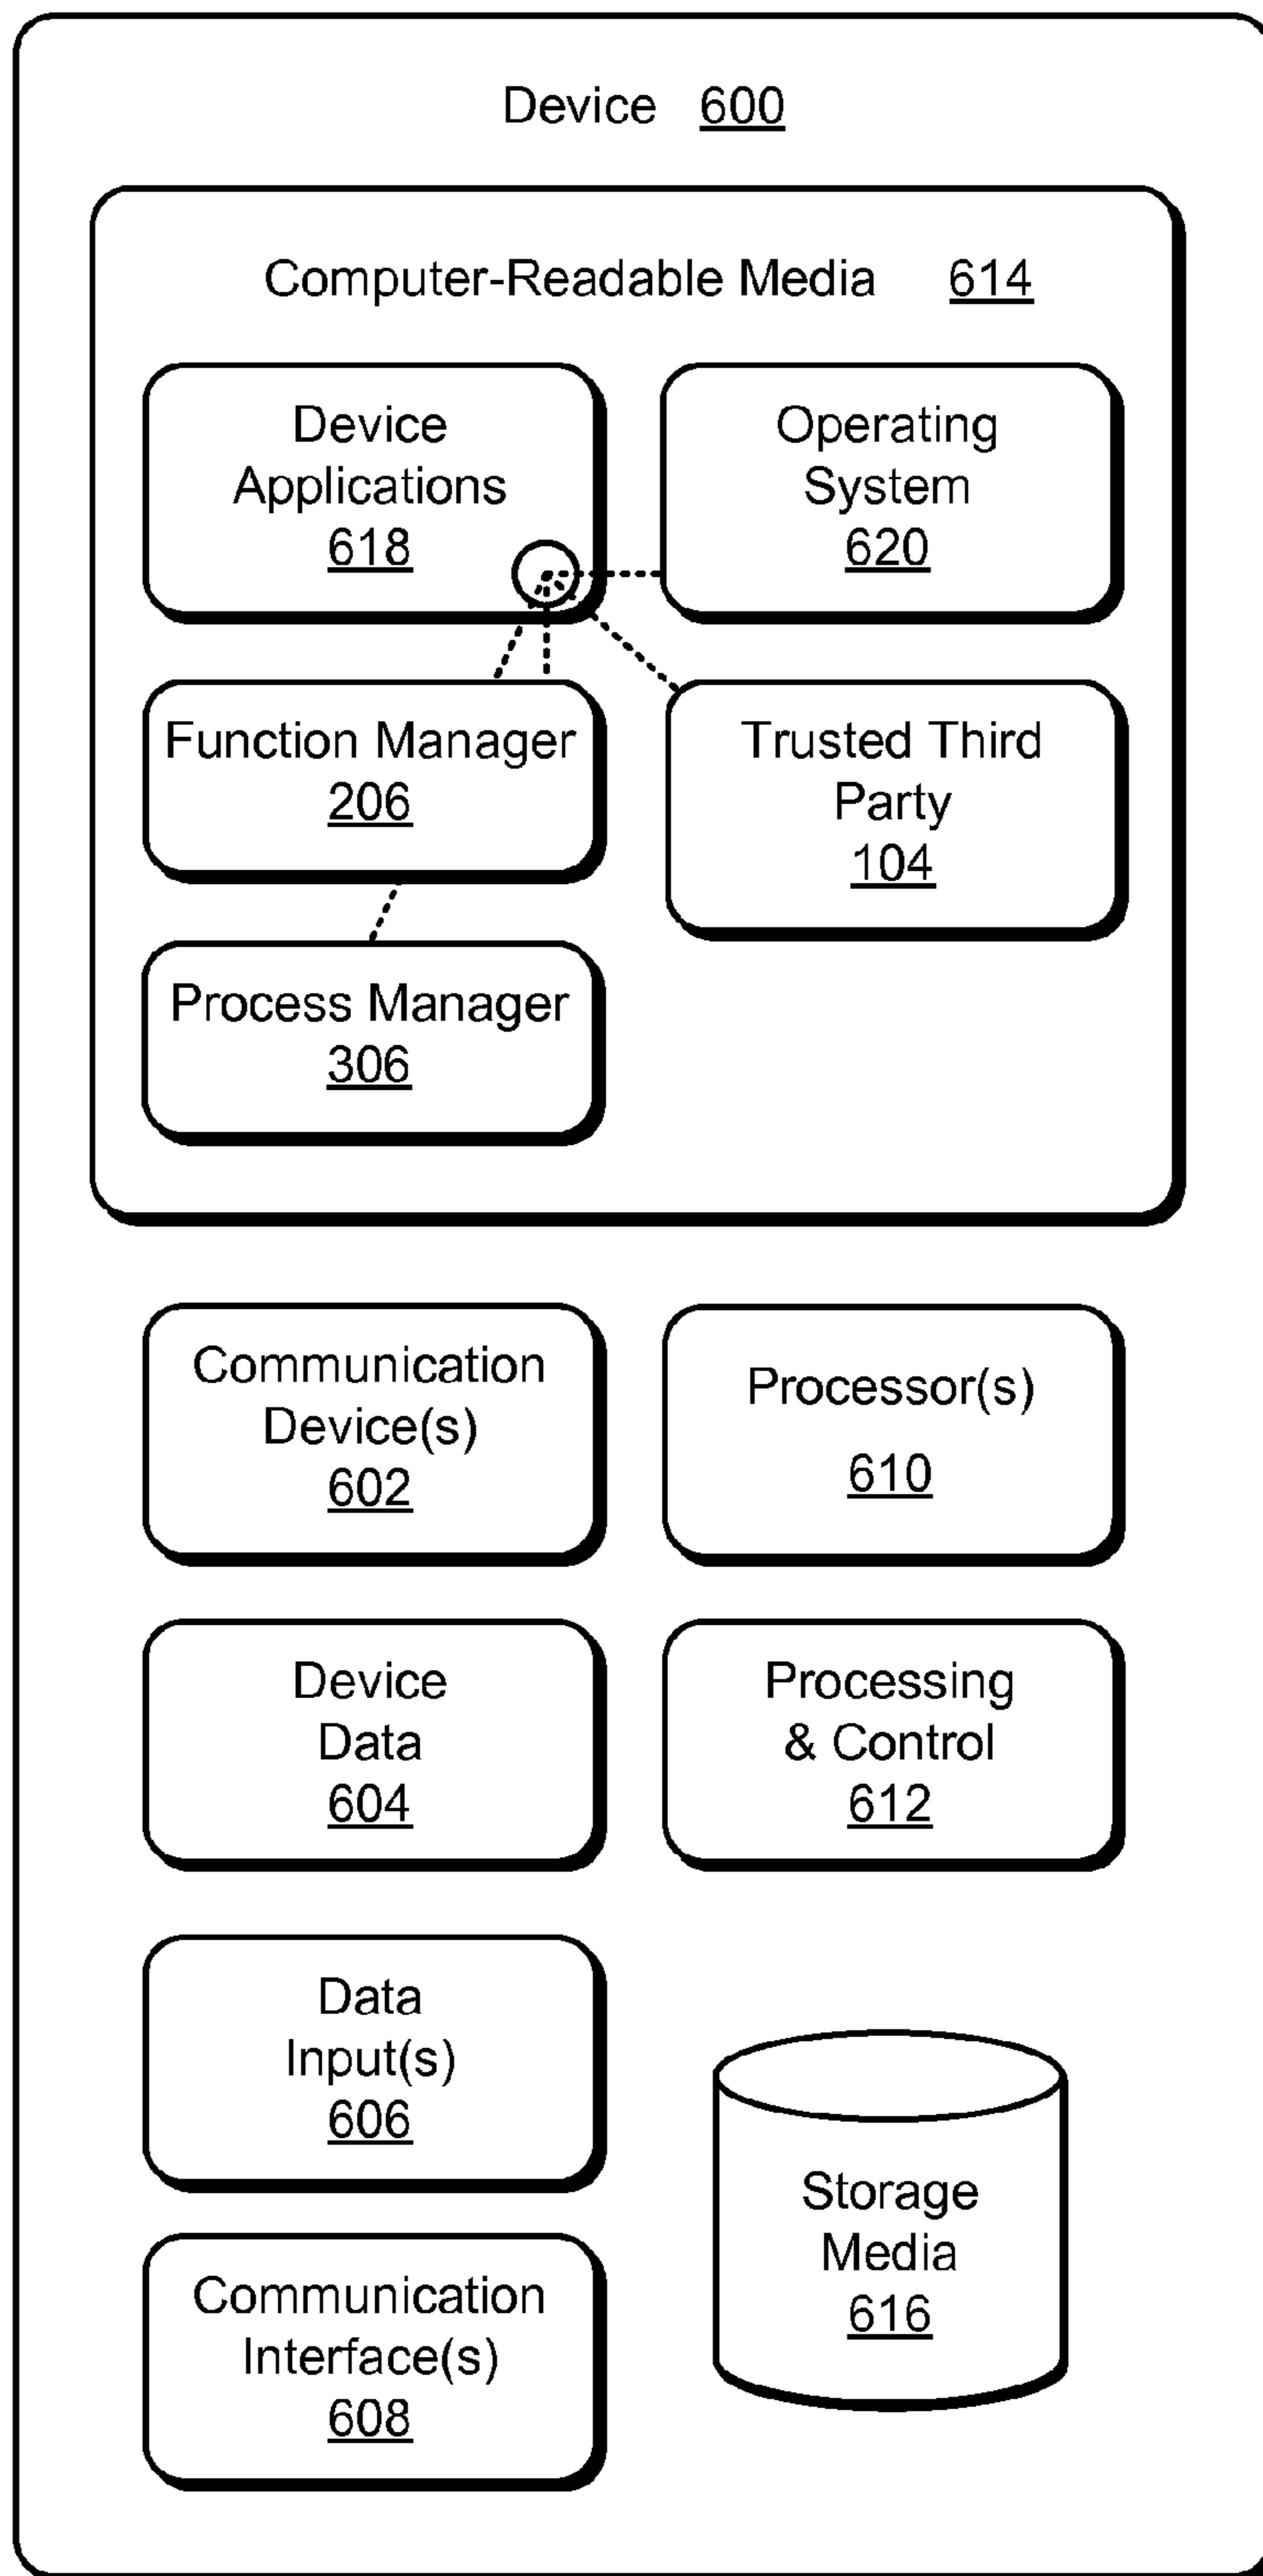 Device 600
Computer-Readable Media 614
Device
Applications
618
Operating
System
620
Function Manager
206
Trusted Third
Party
104
Process Manager
306
Communication
Device(s)
602
Processor(s)
610
Device
Data
604
Processing
& Control
612
Data
Input(s)
606
Storage
Media
616
Communication
Interface(s)
608